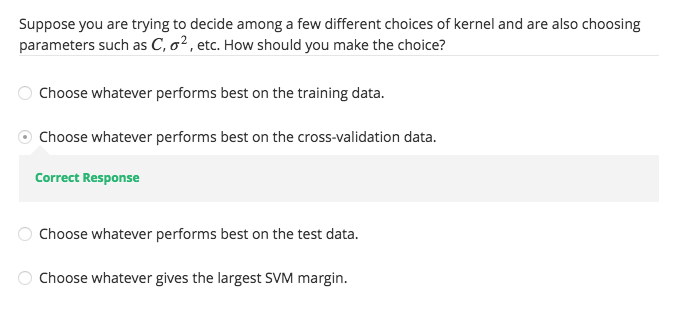 Suppose you are trying to decide among a few different choices of kernel and are also choosing
parameters such as C, σ², etc. How should you make the choice?
Choose whatever performs best on the training data.
Choose whatever performs best on the cross-validation data.
Correct Response
Choose whatever performs best on the test data.
Choose whatever gives the largest SVM margin.